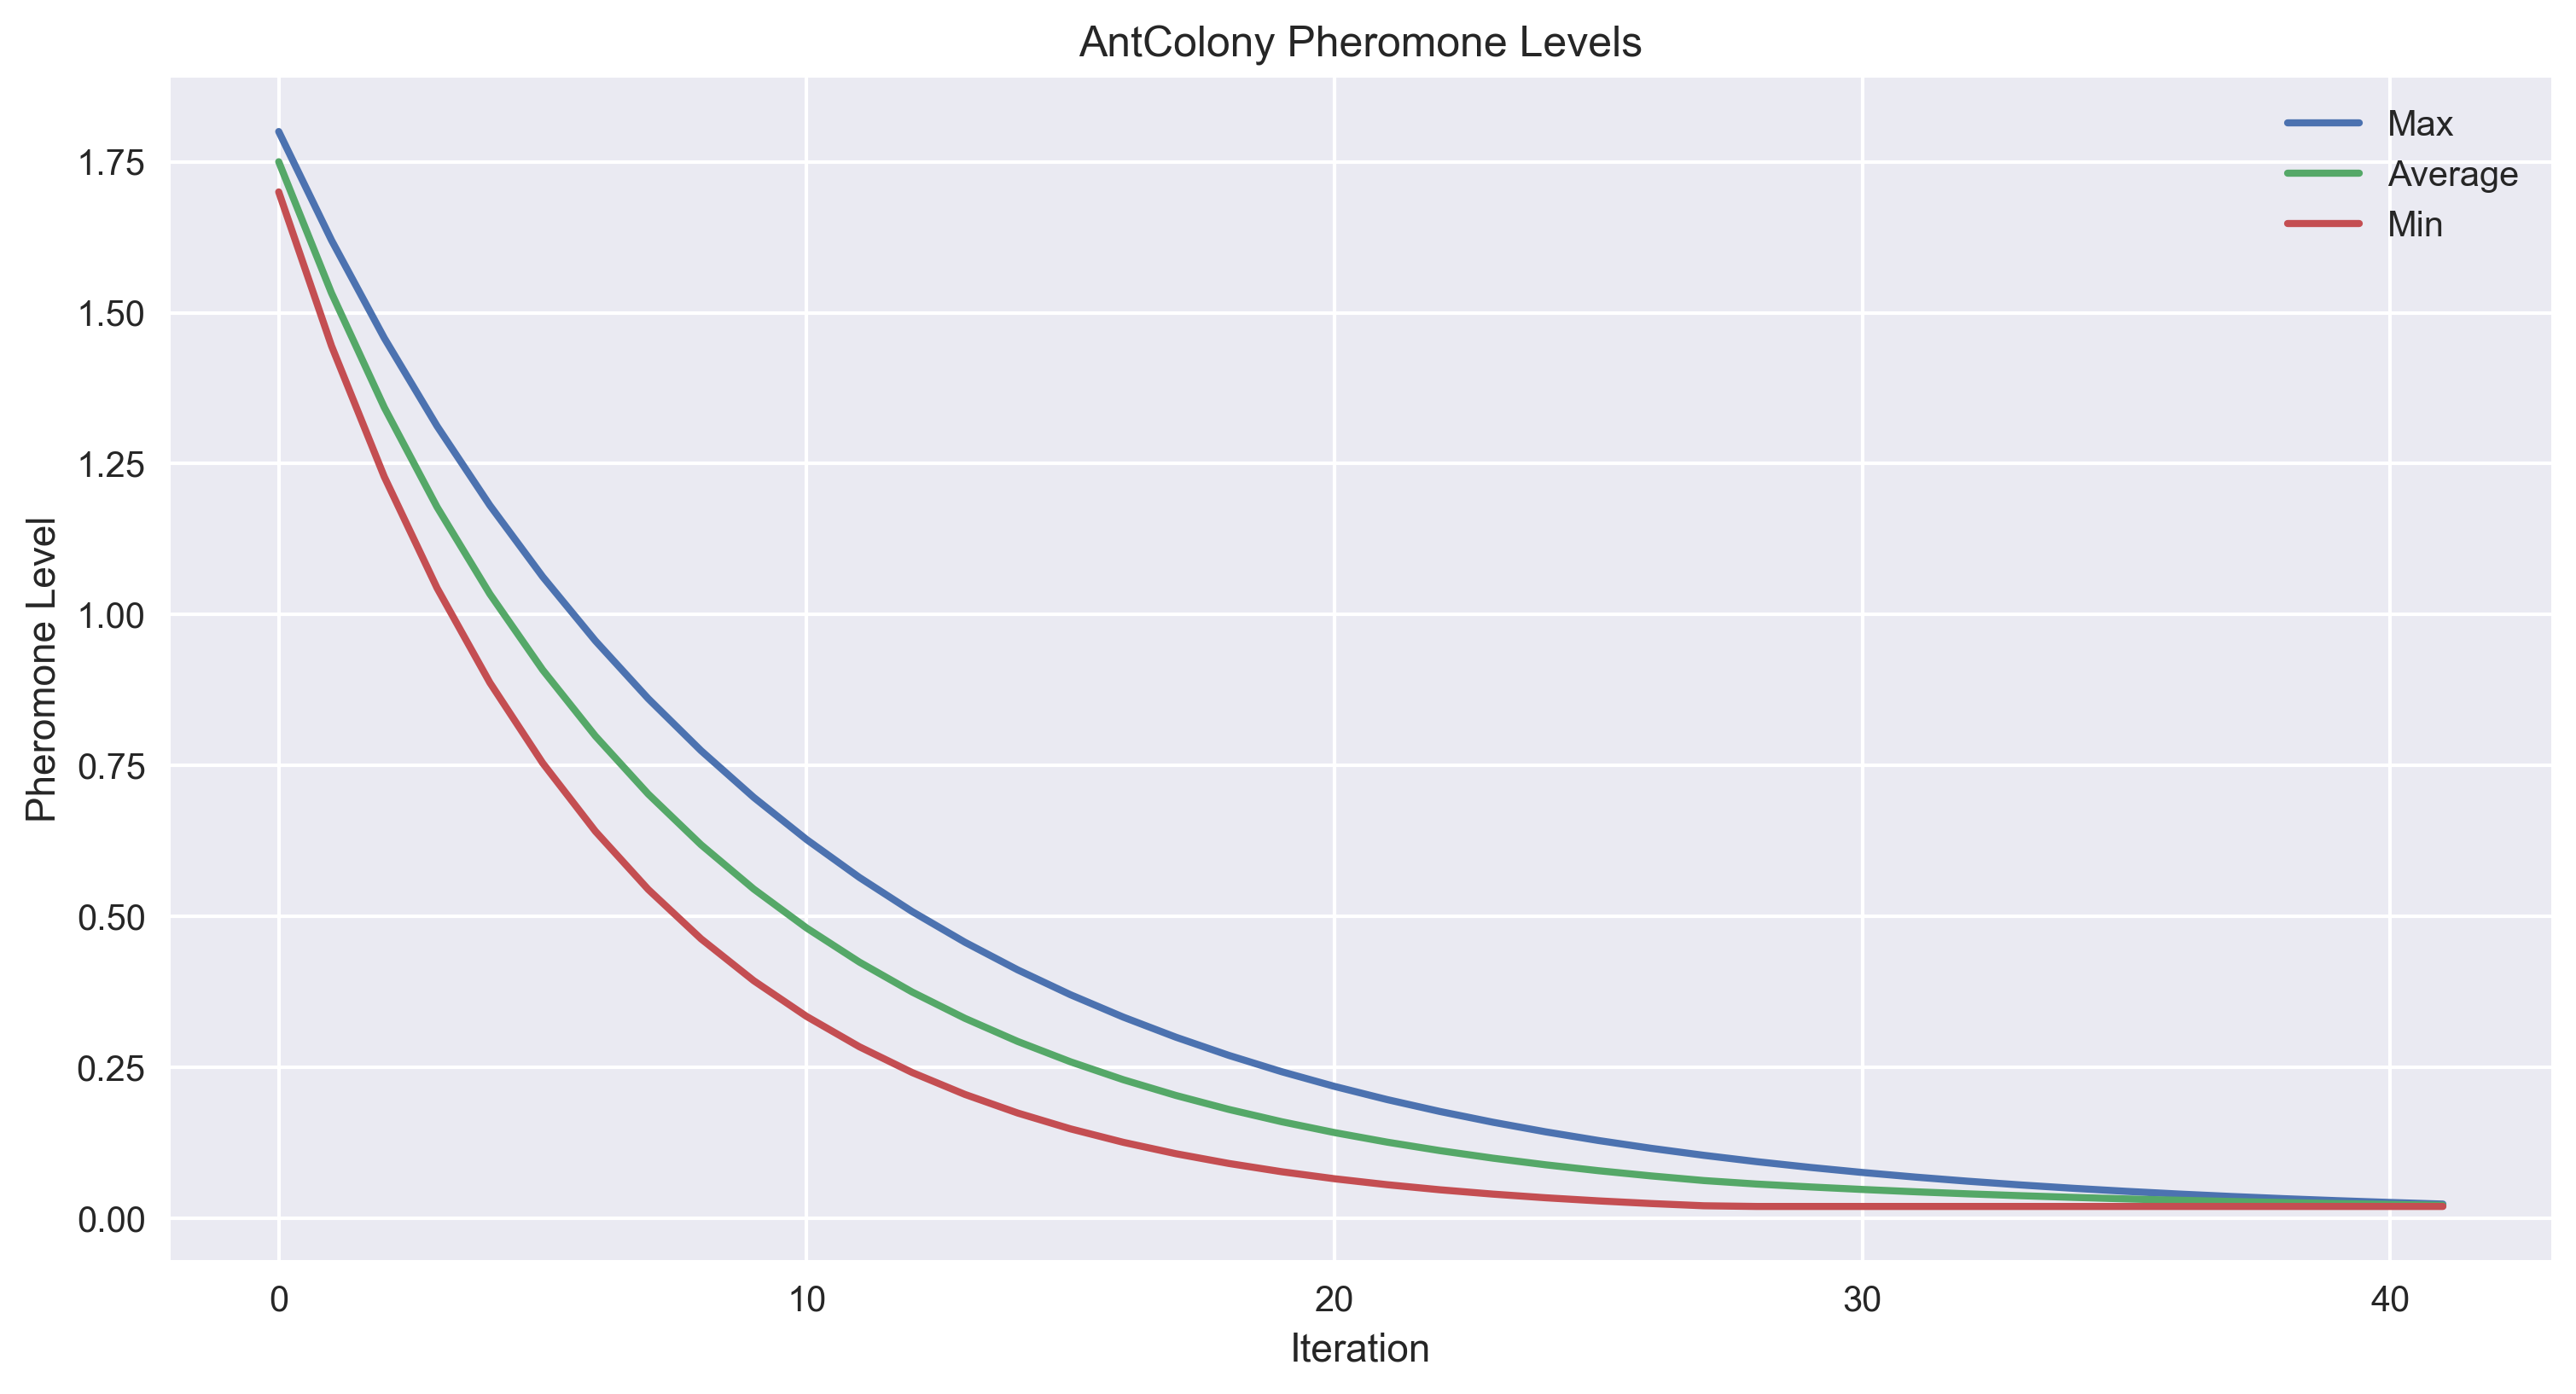 AntColony Pheromone Levels
Max
Average
Min
1.75
1.50
1.25
1.00
0.75
0.50
0.25
0.00
Pheromone Level
0 10 20 30 40
Iteration